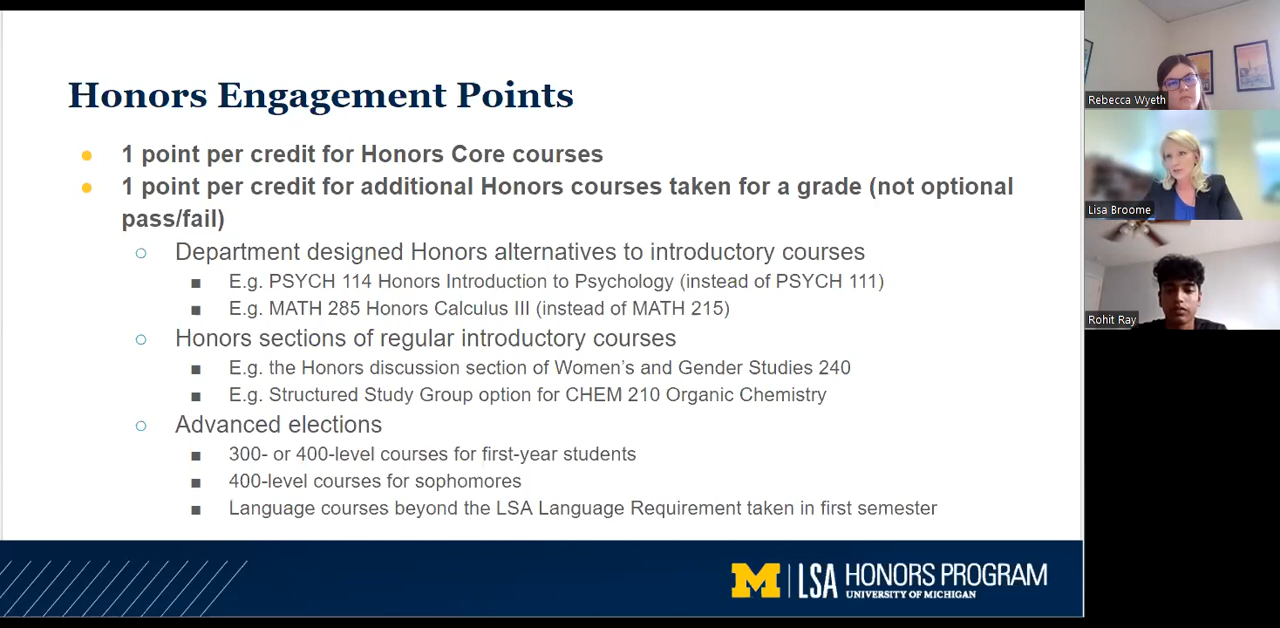 Honors Engagement Points
● 1 point per credit for Honors Core courses
● 1 point per credit for additional Honors courses taken for a grade (not optional
pass/fail)
○ Department designed Honors alternatives to introductory courses
■ E.g. PSYCH 114 Honors Introduction to Psychology (instead of PSYCH 111)
■ E.g. MATH 285 Honors Calculus III (instead of MATH 215)
○ Honors sections of regular introductory courses
■ E.g. the Honors discussion section of Women’s and Gender Studies 240
■ E.g. Structured Study Group option for CHEM 210 Organic Chemistry
○ Advanced elections
■ 300- or 400-level courses for first-year students
■ 400-level courses for sophomores
■ Language courses beyond the LSA Language Requirement taken in first semester
M LSA HONORS PROGRAM
UNIVERSITY OF MICHIGAN
Rebecca Wyeth
Lisa Broome
Rohit Ray